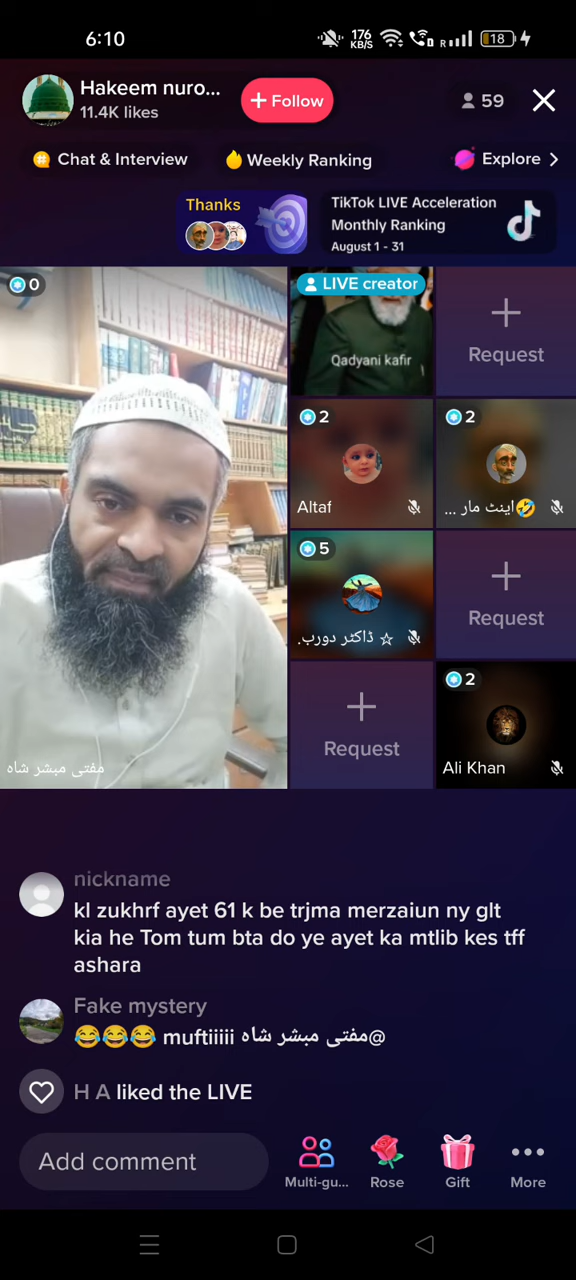 6:10
176
KB/S
R
18
Hakeem nuro...
11.4K likes
+ Follow
59
Chat & Interview
Weekly Ranking
Explore
Thanks
TikTok LIVE Acceleration
Monthly Ranking
August 1 - 31
0
LIVE creator
Qadyani kafir
Request
2
Altaf
2
🤣اینٹ مار ...
5
☆ ڈاکٹر دورب.
Request
Request
2
Ali Khan
مفتی مبشر شاہ
nickname
kl zukhrf ayet 61 k be trjma merzaiun ny glt
kia he Tom tum bta do ye ayet ka mtlib kes tff
ashara
Fake mystery
😂😂😂 muftiiiii مفتی مبشر شاہ@
H A liked the LIVE
Add comment
Multi-gu...
Rose
Gift
More